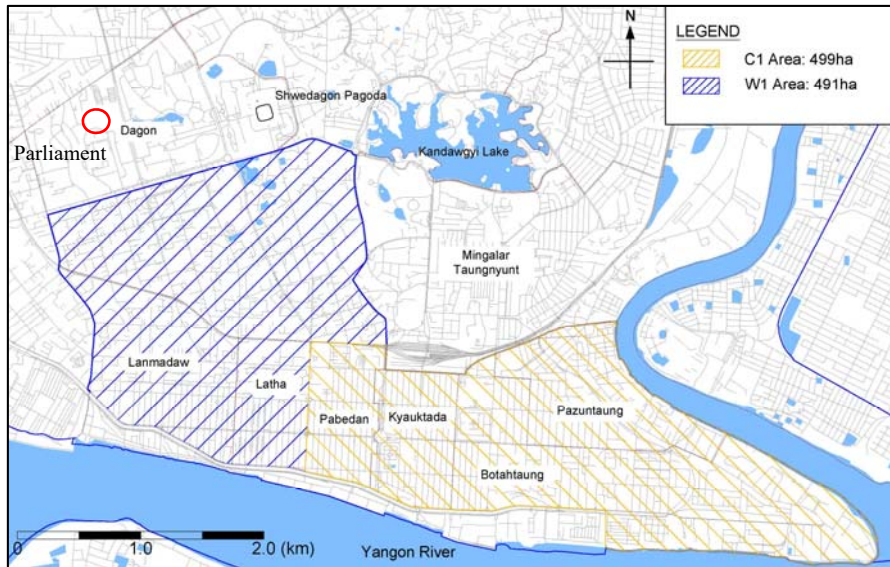 N
LEGEND
C1 Area: 499ha
W1 Area: 491ha
Shwedagon Pagoda
Dagon
Parliament
Kandawgyi Lake
Mingalar
Taungnyunt
Lanmadaw
Latha
Pabedan
Kyauktada
Pazuntaung
Botahtaung
0
1.0
2.0 (km)
Yangon River